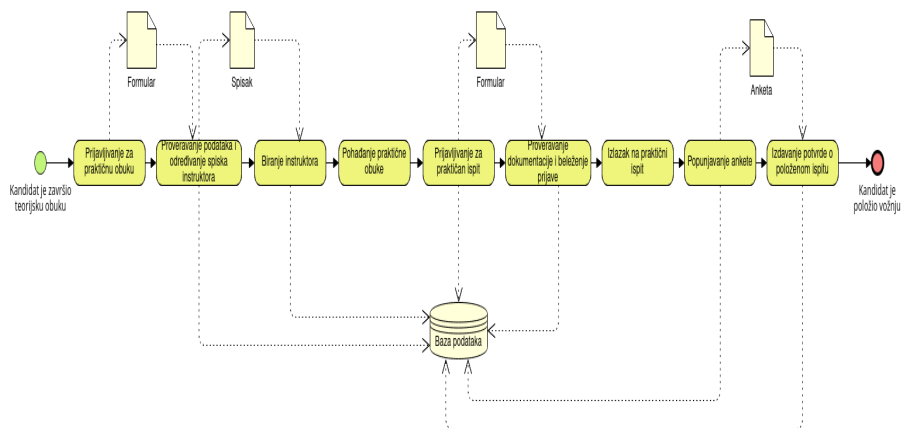 Formular
Spisak
Formular
Anketa
Kandidat je završio
teorijsku obuku
Prijavljivanje za
praktičnu obuku
Proveravanje podataka i
određivanje spiska
instruktora
Biranje instruktora
Pohađanje praktične
obuke
Prijavljivanje za
praktičan ispit
Proveravanje
dokumentacije i beleženje
prijave
Izlazak na praktični
ispit
Popunjavanje ankete
Izdavanje potvrde o
položenom ispitu
Kandidat je
položio vožnju
Baza podataka